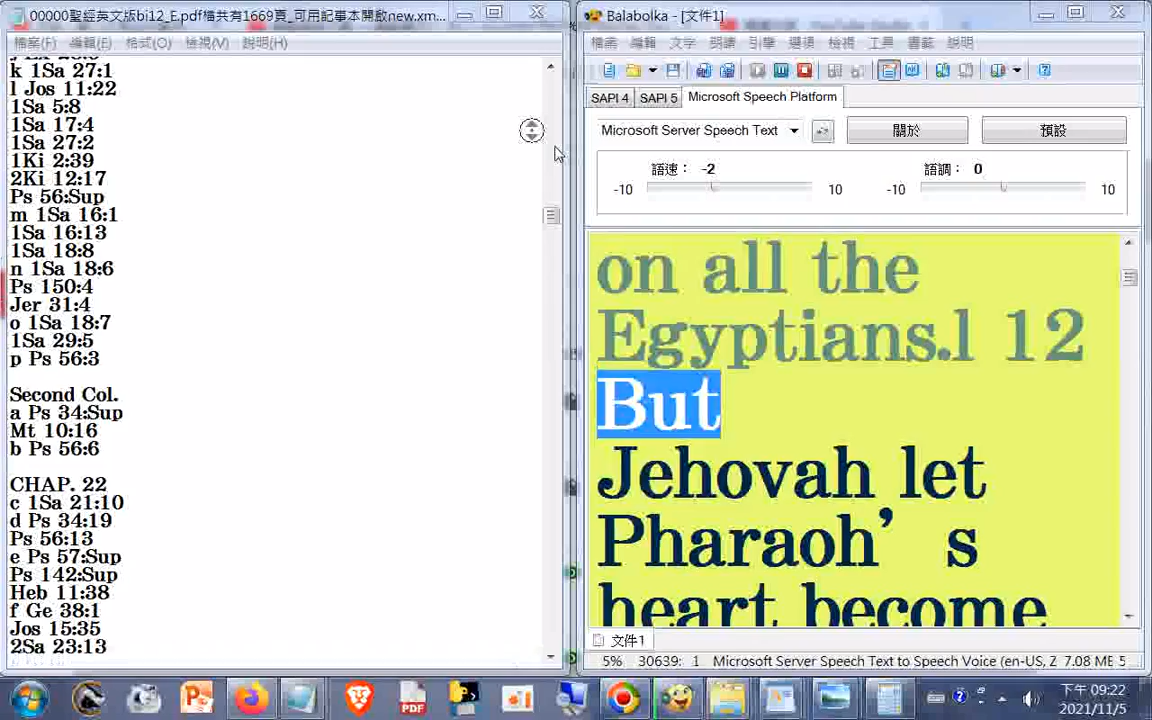 00000聖經英文版bi12_E.pdf檔共有1669頁_可用記事本開啟new.xm...
檔案(F) 編輯(E) 格式(O) 檢視(V) 說明(H)
k 1Sa 27:1
l Jos 11:22
1Sa 5:8
1Sa 17:4
1Sa 27:2
1Ki 2:39
2Ki 12:17
Ps 56:Sup
m 1Sa 16:1
1Sa 16:13
1Sa 18:8
n 1Sa 18:6
Ps 150:4
Jer 31:4
o 1Sa 18:7
1Sa 29:5
p Ps 56:3
Second Col.
a Ps 34:Sup
Mt 10:16
b Ps 56:6
CHAP. 22
c 1Sa 21:10
d Ps 34:19
Ps 56:13
e Ps 57:Sup
Ps 142:Sup
Heb 11:38
f Ge 38:1
Jos 15:35
2Sa 23:13
Balabolka - [文件1]
檔案 編輯 文字 朗讀 引擎 選項 檢視 工具 書籤 說明
SAPI 4 SAPI 5 Microsoft Speech Platform
Microsoft Server Speech Text 關於 預設
語速： -2 語調： 0
-10 10 -10 10
on all the
Egyptians.l 12
But
Jehovah let
Pharaoh’s
heart become
文件1
5% 30639: 1 Microsoft Server Speech Text to Speech Voice (en-US, Z 7.08 MB 5
PDF
下午 09:22
2021/11/5